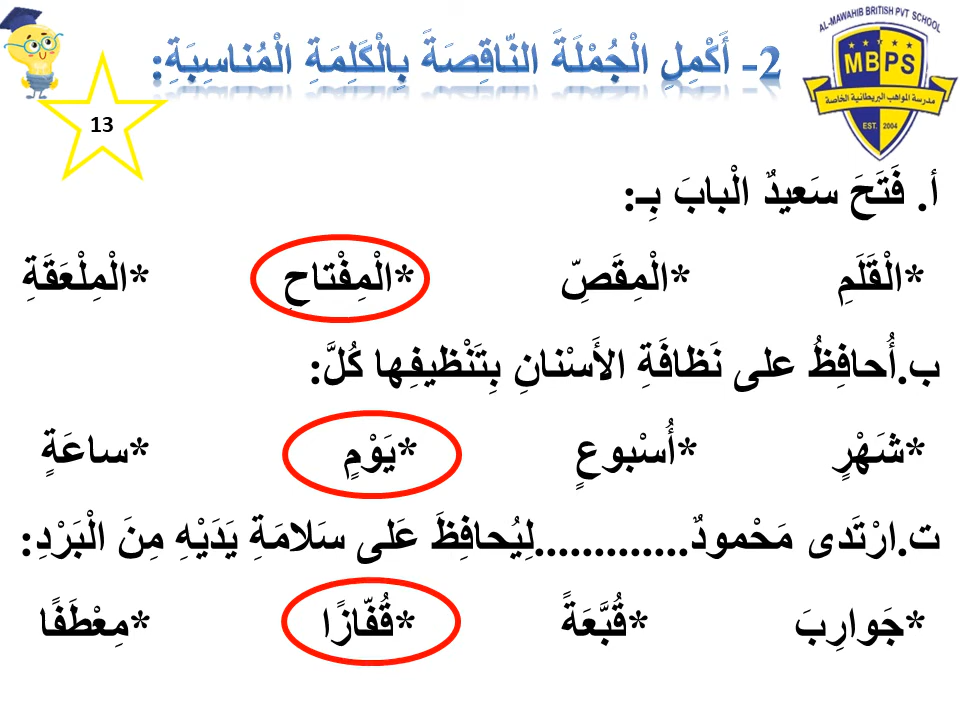 AL-MAWAHIB BRITISH PVT SCHOOL
MBPS
مدرسة المواهب البريطانية الخاصة
EST. 2004
2- أَكْمِلِ الْجُمْلَةَ النّاقِصَةَ بِالْكَلِمَةِ الْمُناسِبَةِ:
13
أ. فَتَحَ سَعيدٌ الْبابَ بِـ:
*الْقَلَمِ *الْمِقَصِّ *الْمِفْتاحِ *الْمِلْعَقَةِ
ب.أُحافِظُ على نَظافَةِ الأَسْنانِ بِتَنْظيفِها كُلَّ:
*شَهْرٍ *أُسْبوعٍ *يَوْمٍ *ساعَةٍ
ت.ارْتَدى مَحْمودٌ.............لِيُحافِظَ عَلى سَلامَةِ يَدَيْهِ مِنَ الْبَرْدِ:
*جَوارِبَ *قُبَّعَةً *قُفّازًا *مِعْطَفًا